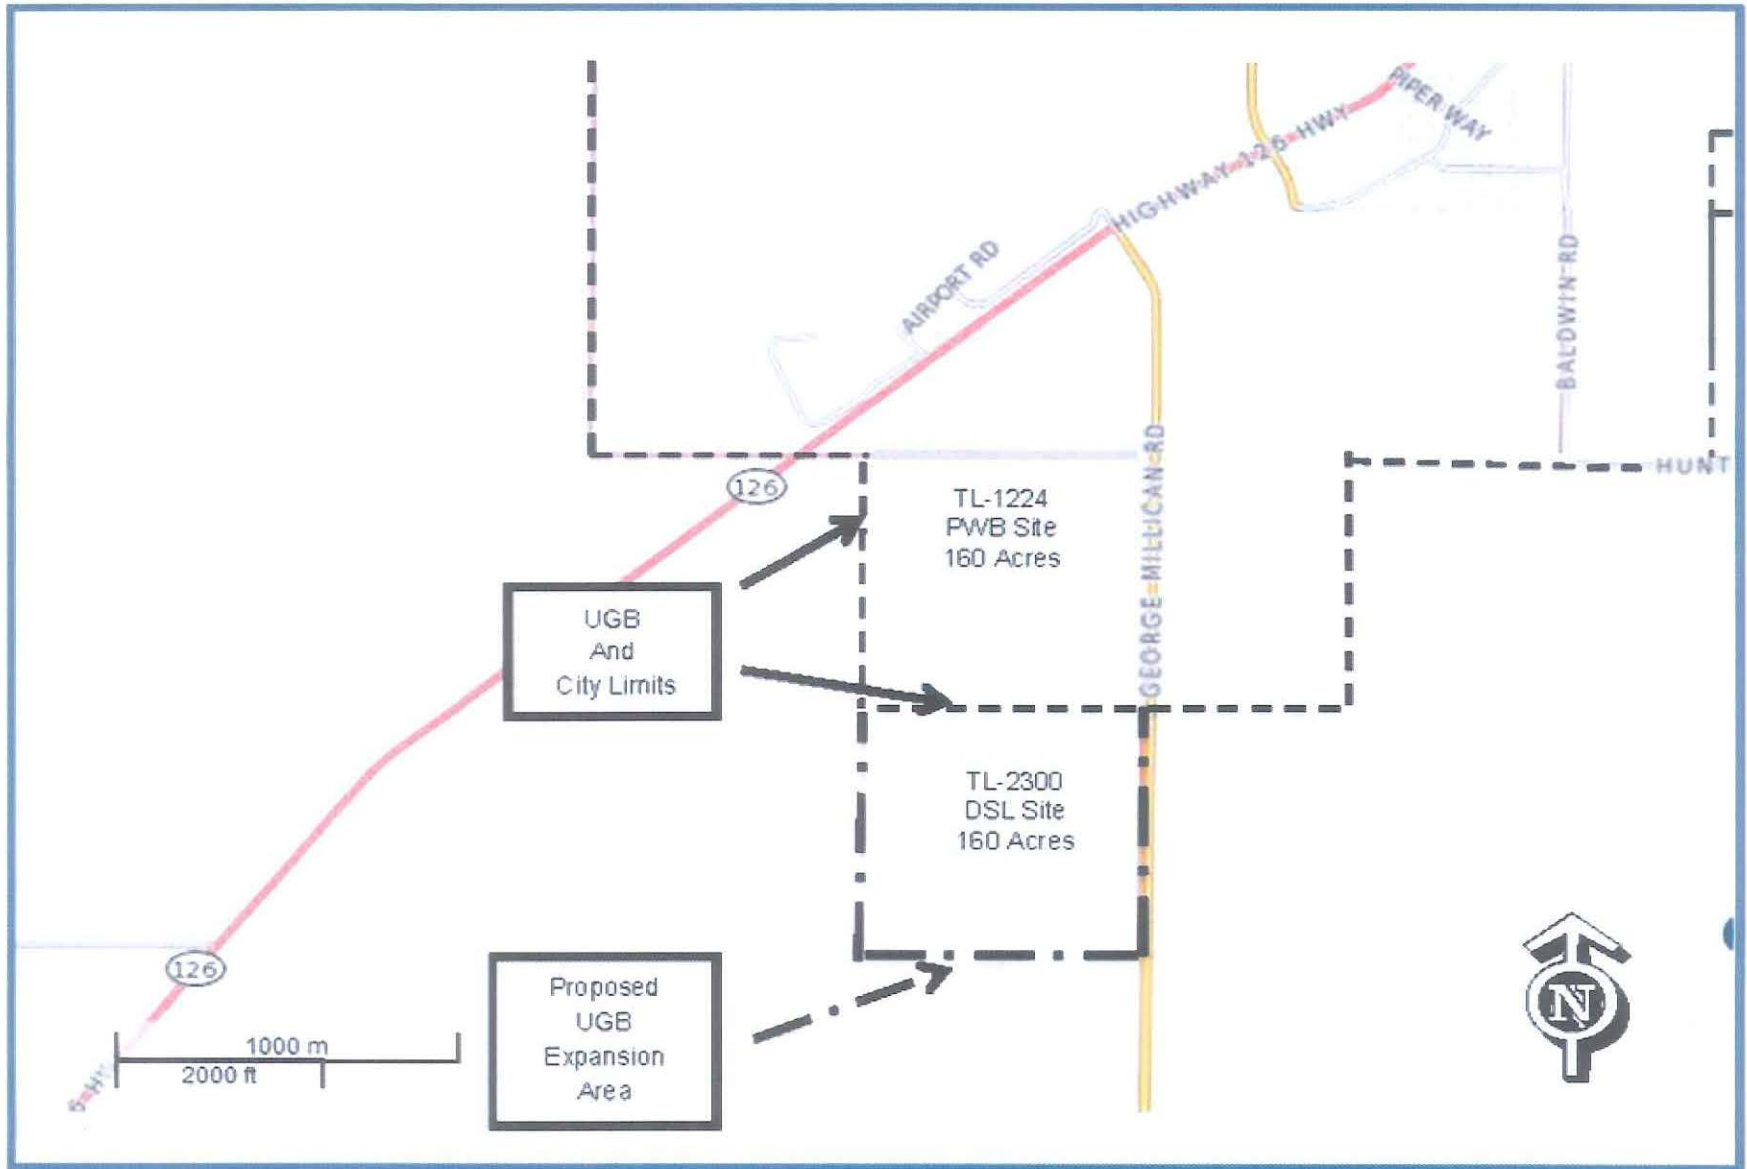 PIPER WAY
HIGHWAY 126 HWY
AIRPORT RD
BALDWIN RD
126
HUNT
GEORGE MILLICAN RD
TL-1224
PWB Site
160 Acres
UGB
And
City Limits
TL-2300
DSL Site
160 Acres
126
Proposed
UGB
Expansion
Area
1000 m
2000 ft
N